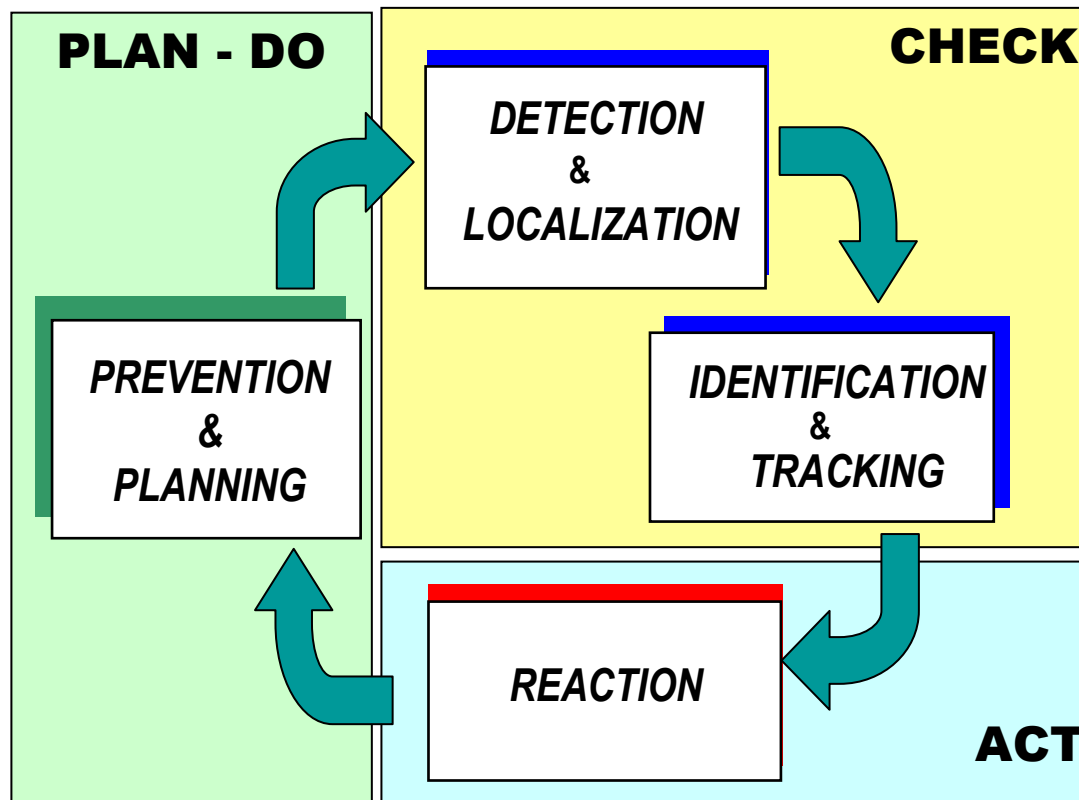 PLAN - DO
CHECK
DETECTION
&
LOCALIZATION
PREVENTION
&
PLANNING
IDENTIFICATION
&
TRACKING
REACTION
ACT